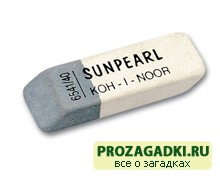 6541/40
SUNPEARL
KOH-I-NOOR
PROZAGADKI.RU
все о загадках